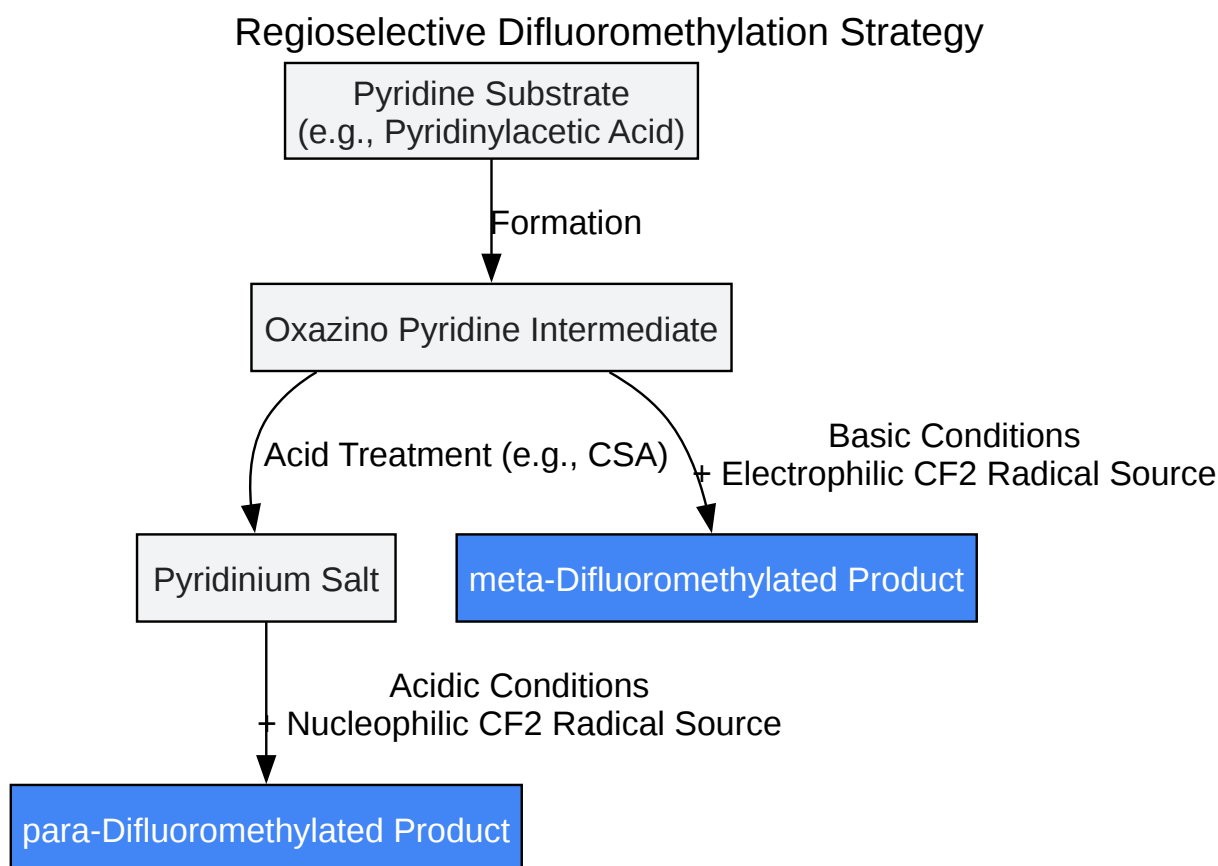 Regioselective Difluoromethylation Strategy
Pyridine Substrate
(e.g., Pyridinylacetic Acid)
Formation
Oxazino Pyridine Intermediate
Acid Treatment (e.g., CSA)
Basic Conditions
+ Electrophilic CF2 Radical Source
Pyridinium Salt
meta-Difluoromethylated Product
Acidic Conditions
+ Nucleophilic CF2 Radical Source
para-Difluoromethylated Product